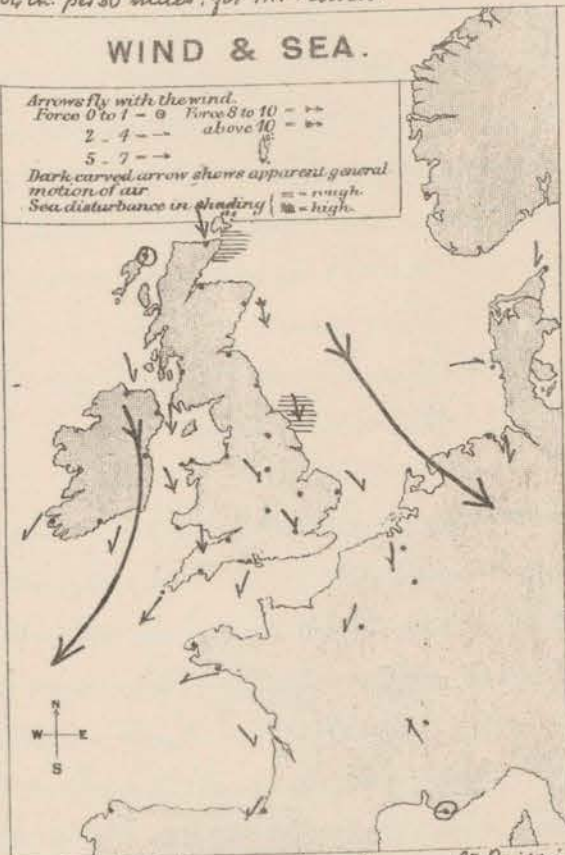 WIND & SEA.
Arrows fly with the wind.
Force 0 to 1 = Force 8 to 10 =
2 - 4 = above 10 =
5 - 7 =
Dark carved arrow shews apparent general
motion of air
Sea disturbance in shading { = rough.
= high.
N
W E
S